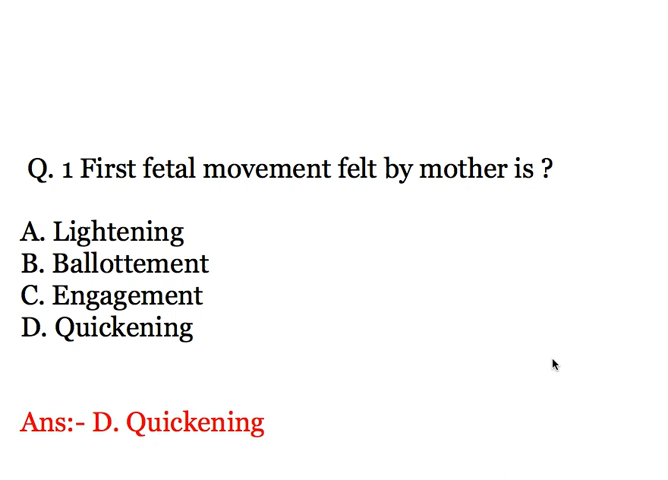 Q. 1 First fetal movement felt by mother is ?
A. Lightening
B. Ballottement
C. Engagement
D. Quickening
Ans:- D. Quickening